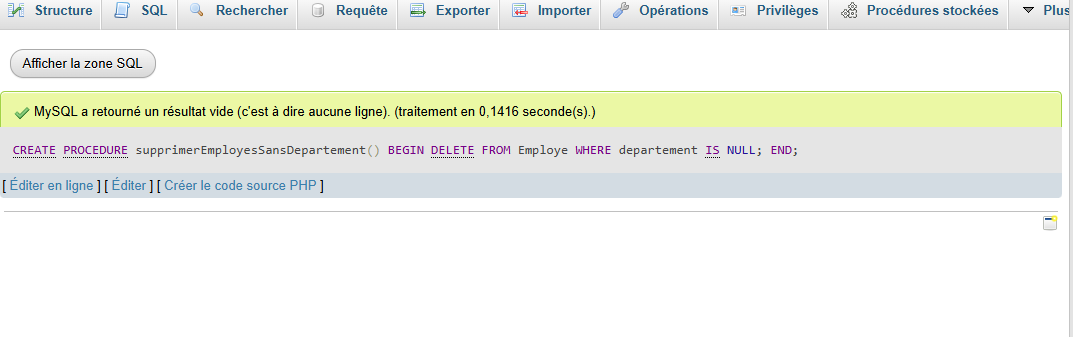 Structure SQL Rechercher Requête Exporter Importer Opérations Privilèges Procédures stockées Plus
Afficher la zone SQL
MySQL a retourné un résultat vide (c'est à dire aucune ligne). (traitement en 0,1416 seconde(s).)
CREATE PROCEDURE supprimerEmployesSansDepartement() BEGIN DELETE FROM Employe WHERE departement IS NULL; END;
[ Éditer en ligne ] [ Éditer ] [ Créer le code source PHP ]